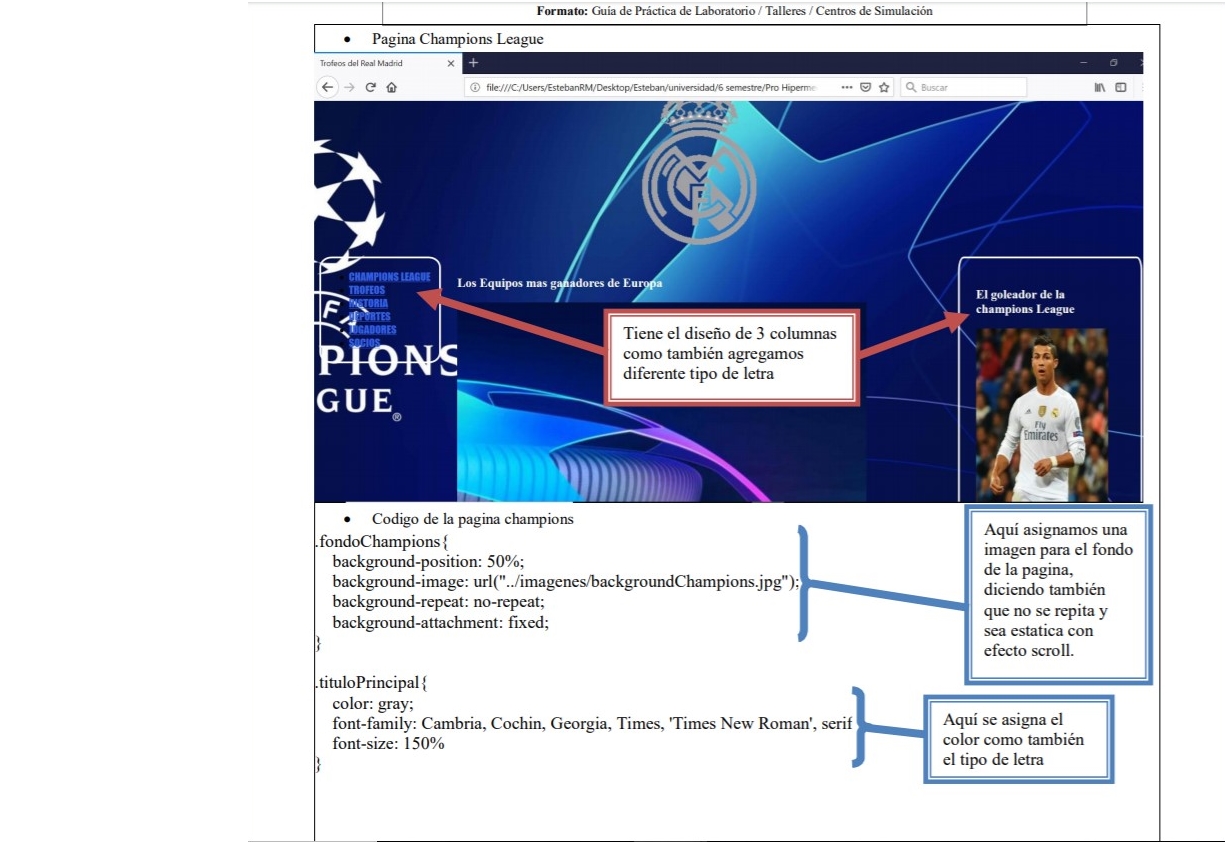 Formato: Guía de Práctica de Laboratorio / Talleres / Centros de Simulación
• Pagina Champions League
Trofeos del Real Madrid
file:///C:/Users/EstebanRM/Desktop/Esteban/universidad/6 semestre/Pro Hiperme
Buscar
CHAMPIONS LEAGUE
TROFEOS
HISTORIA
DEPORTES
JUGADORES
SOCIOS
PIONS
GUE®
Los Equipos mas ganadores de Europa
Tiene el diseño de 3 columnas
como también agregamos
diferente tipo de letra
El goleador de la
champions League
Fly
Emirates
• Codigo de la pagina champions
.fondoChampions{
background-position: 50%;
background-image: url("../imagenes/backgroundChampions.jpg");
background-repeat: no-repeat;
background-attachment: fixed;
}
Aquí asignamos una
imagen para el fondo
de la pagina,
diciendo también
que no se repita y
sea estatica con
efecto scroll.
.tituloPrincipal{
color: gray;
font-family: Cambria, Cochin, Georgia, Times, 'Times New Roman', serif
font-size: 150%
}
Aquí se asigna el
color como también
el tipo de letra